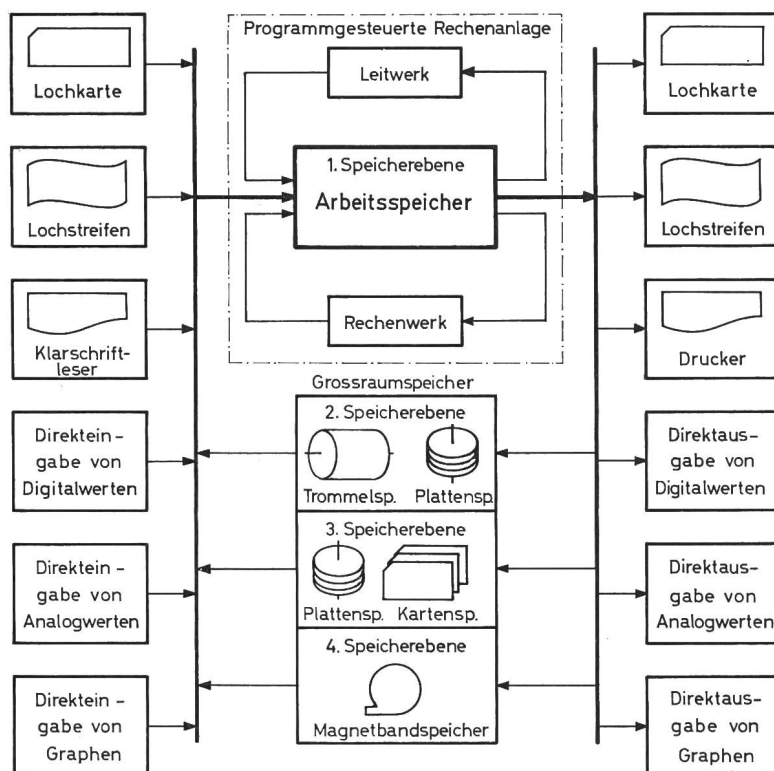 Lochkarte
Lochstreifen
Klarschrift-
leser
Direktein-
gabe von
Digitalwerten
Direktein-
gabe von
Analogwerten
Direktein-
gabe von
Graphen
Programmgesteuerte Rechenanlage
Leitwerk
1. Speicherebene
Arbeitsspeicher
Rechenwerk
Grossraumspeicher
2. Speicherebene
Trommelsp. Plattensp.
3. Speicherebene
Plattensp. Kartensp.
4. Speicherebene
Magnetbandspeicher
Lochkarte
Lochstreifen
Drucker
Direktaus-
gabe von
Digitalwerten
Direktaus-
gabe von
Analogwerten
Direktaus-
gabe von
Graphen